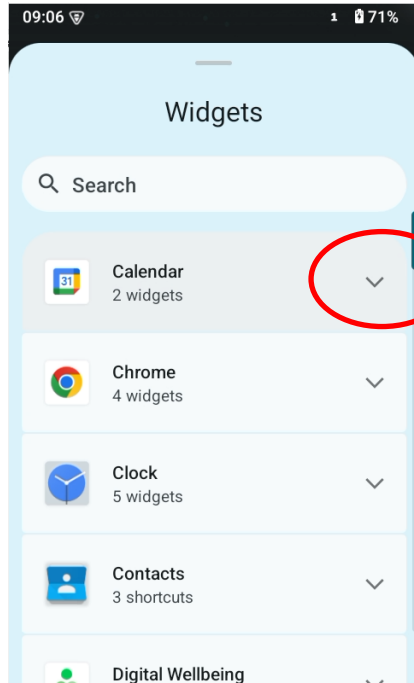 09:06
1 71%
Widgets
Search
31
Calendar
2 widgets
Chrome
4 widgets
Clock
5 widgets
Contacts
3 shortcuts
Digital Wellbeing